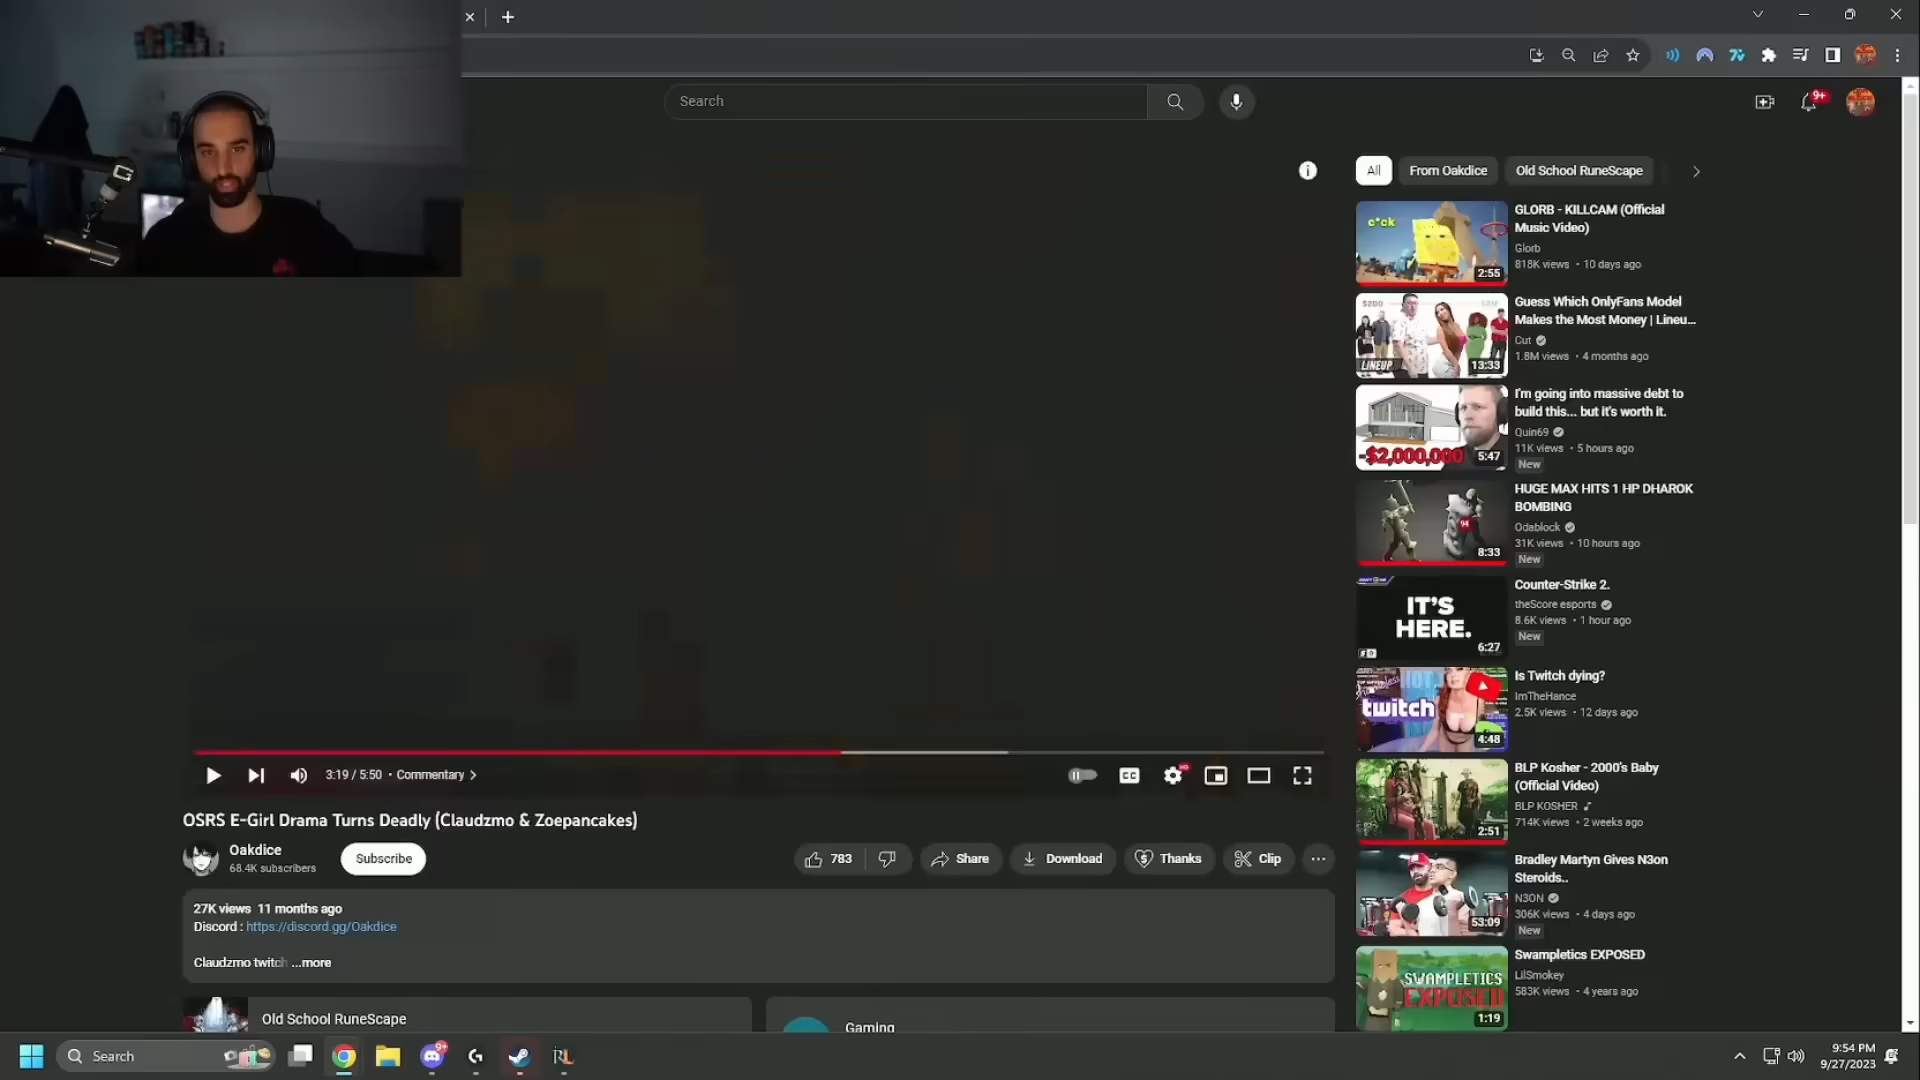 Search
All
From Oakdice
Old School RuneScape
c*ck
2:55
GLORB - KILLCAM (Official
Music Video)
Glorb
818K views • 10 days ago
$200
LINEUP
13:33
Guess Which OnlyFans Model
Makes the Most Money | Lineu...
Cut
1.8M views • 4 months ago
-$2,000,000
5:47
I'm going into massive debt to
build this... but it's worth it.
Quin69
11K views • 5 hours ago
New
94
8:33
HUGE MAX HITS 1 HP DHAROK
BOMBING
Odablock
31K views • 10 hours ago
New
IT'S
HERE.
6:27
Counter-Strike 2.
theScore esports
8.6K views • 1 hour ago
New
twitch
4:48
Is Twitch dying?
ImTheHance
2.5K views • 12 days ago
2:51
BLP Kosher - 2000's Baby
(Official Video)
BLP KOSHER
714K views • 2 weeks ago
53:09
Bradley Martyn Gives N3on
Steroids..
N3ON
306K views • 4 days ago
New
SWAMPLETICS
EXPOSED
1:19
Swampletics EXPOSED
LilSmokey
583K views • 4 years ago
3:19 / 5:50 • Commentary
CC
HD
OSRS E-Girl Drama Turns Deadly (Claudzmo & Zoepancakes)
Oakdice
68.4K subscribers
Subscribe
783
Share
Download
Thanks
Clip
27K views 11 months ago
Discord : https://discord.gg/Oakdice
Claudzmo twitch ...more
Old School RuneScape
Gaming
9+
Search
9+
RL
9:54 PM
9/27/2023